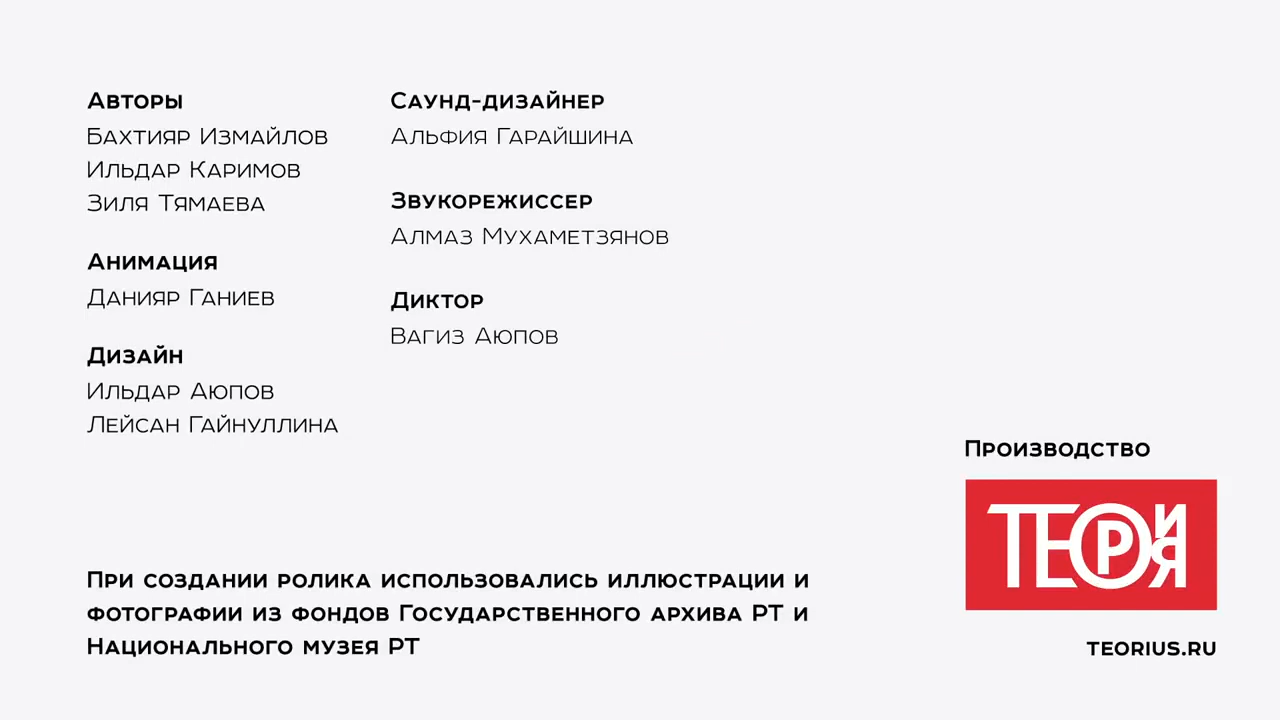 Авторы
Бахтияр Измайлов
Ильдар Каримов
Зиля Тямаева
Анимация
Данияр Ганиев
Дизайн
Ильдар Аюпов
Лейсан Гайнуллина
Саунд-дизайнер
Альфия Гарайшина
Звукорежиссер
Алмаз Мухаметзянов
Диктор
Вагиз Аюпов
При создании ролика использовались иллюстрации и
фотографии из фондов Государственного архива РТ и
Национального музея РТ
Производство
ТЕОРИЯ
TEORIUS.RU